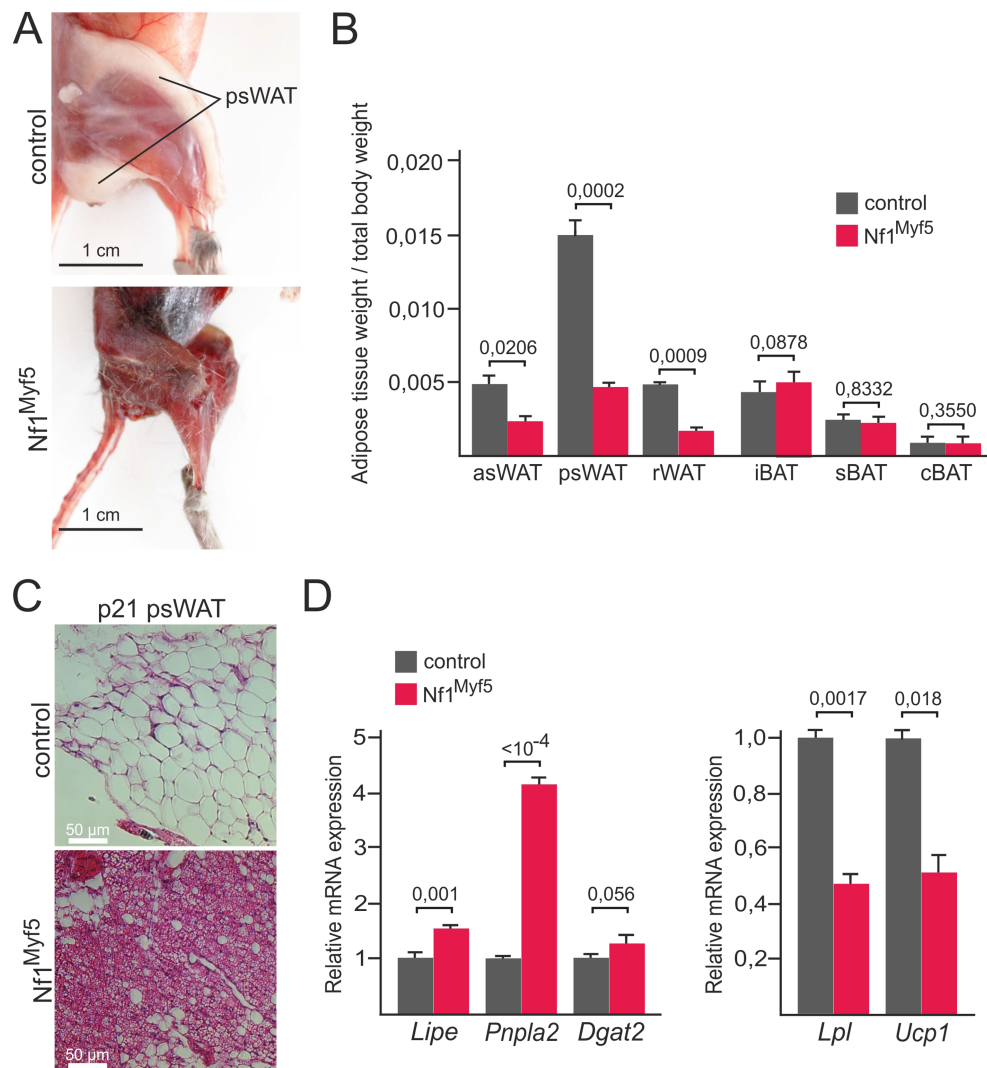 A
control
psWAT
1 cm
Nf1Myf5
1 cm
B
Adipose tissue weight / total body weight
0,020
0,015
0,010
0,005
control
Nf1Myf5
0,0206
0,0002
0,0009
0,0878
0,8332
0,3550
asWAT psWAT rWAT iBAT sBAT cBAT
C
p21 psWAT
control
50 µm
Nf1Myf5
50 µm
D
control
Nf1Myf5
Relative mRNA expression
5
4
3
2
1
0,001
<10-4
0,056
Lipe Pnpla2 Dgat2
Relative mRNA expression
1,0
0,8
0,6
0,4
0,2
0,0017
0,018
Lpl Ucp1